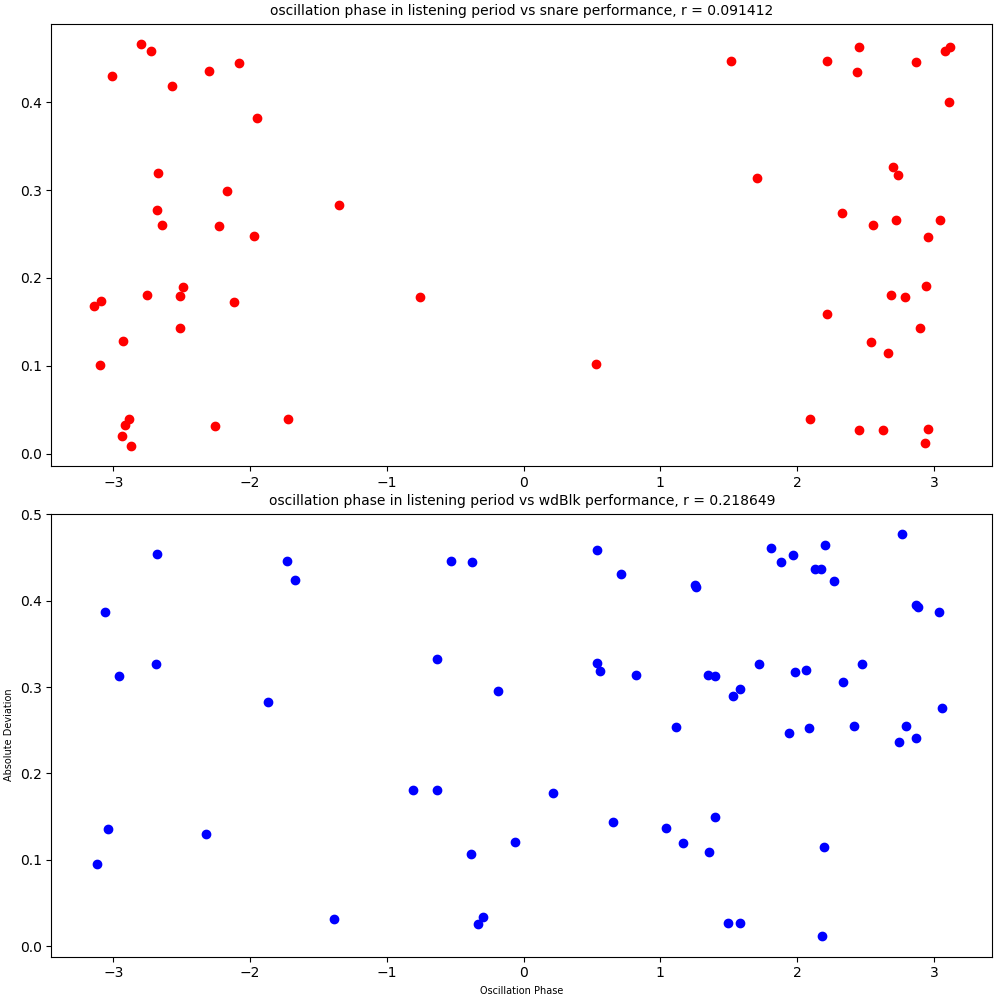 oscillation phase in listening period vs snare performance, r = 0.091412
0.4
0.3
0.2
0.1
0.0
−3 −2 −1 0 1 2 3
oscillation phase in listening period vs wdBlk performance, r = 0.218649
0.5
0.4
0.3
0.2
0.1
0.0
Absolute Deviation
−3 −2 −1 0 1 2 3
Oscillation Phase